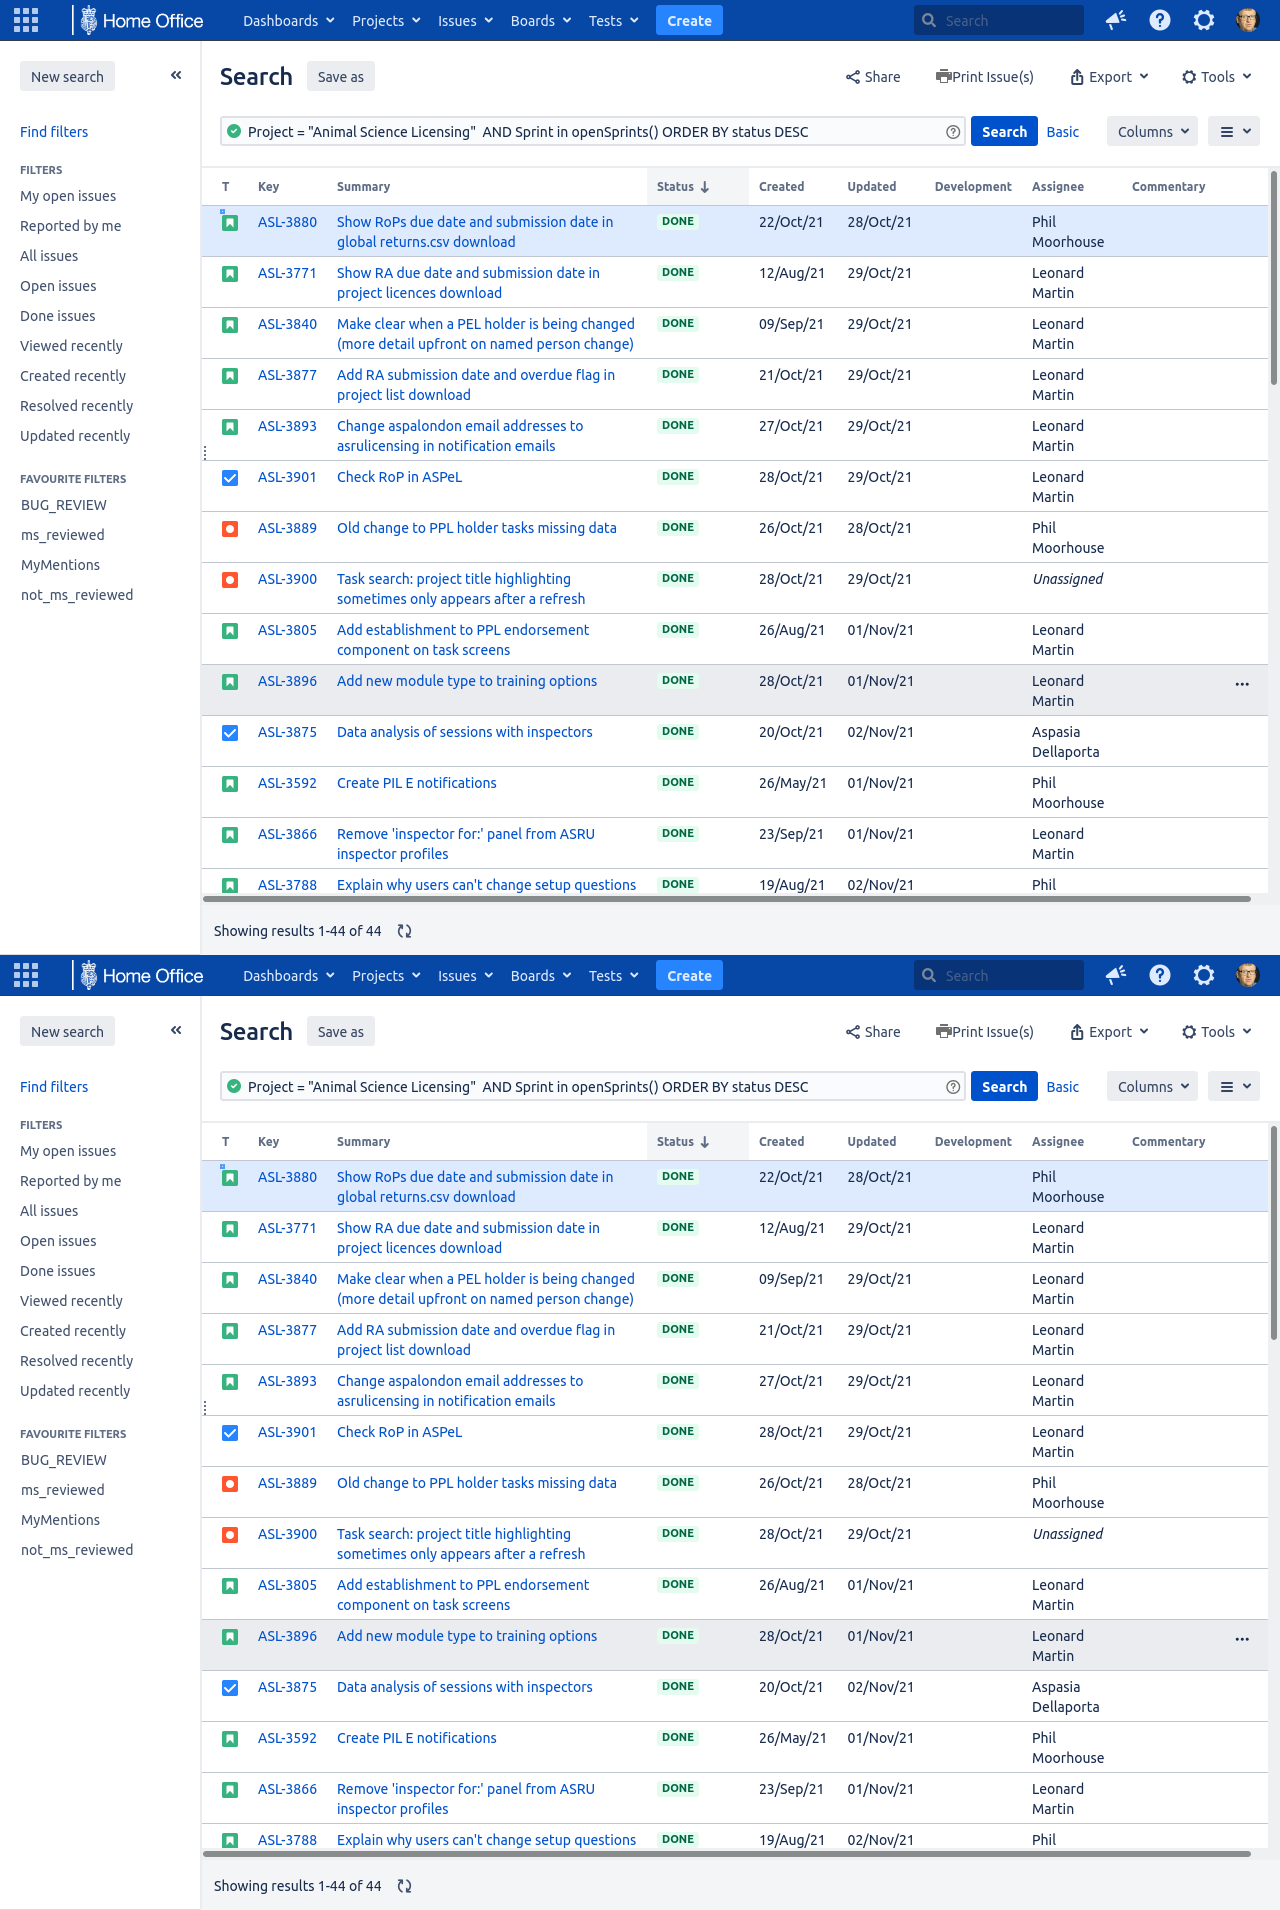 Home Office Dashboards Projects Issues Boards Tests Create Search
New search Search Save as Share Print Issue(s) Export Tools
Find filters Project = "Animal Science Licensing"  AND Sprint in openSprints() ORDER BY status DESC Search Basic Columns
FILTERS
My open issues
Reported by me
All issues
Open issues
Done issues
Viewed recently
Created recently
Resolved recently
Updated recently
FAVOURITE FILTERS
BUG_REVIEW
ms_reviewed
MyMentions
not_ms_reviewed
T Key Summary Status Created Updated Development Assignee Commentary
ASL-3880 Show RoPs due date and submission date in DONE 22/Oct/21 28/Oct/21 Phil
global returns.csv download Moorhouse
ASL-3771 Show RA due date and submission date in DONE 12/Aug/21 29/Oct/21 Leonard
project licences download Martin
ASL-3840 Make clear when a PEL holder is being changed DONE 09/Sep/21 29/Oct/21 Leonard
(more detail upfront on named person change) Martin
ASL-3877 Add RA submission date and overdue flag in DONE 21/Oct/21 29/Oct/21 Leonard
project list download Martin
ASL-3893 Change aspalondon email addresses to DONE 27/Oct/21 29/Oct/21 Leonard
asrulicensing in notification emails Martin
ASL-3901 Check RoP in ASPeL DONE 28/Oct/21 29/Oct/21 Leonard
Martin
ASL-3889 Old change to PPL holder tasks missing data DONE 26/Oct/21 28/Oct/21 Phil
Moorhouse
ASL-3900 Task search: project title highlighting DONE 28/Oct/21 29/Oct/21 Unassigned
sometimes only appears after a refresh
ASL-3805 Add establishment to PPL endorsement DONE 26/Aug/21 01/Nov/21 Leonard
component on task screens Martin
ASL-3896 Add new module type to training options DONE 28/Oct/21 01/Nov/21 Leonard
Martin
ASL-3875 Data analysis of sessions with inspectors DONE 20/Oct/21 02/Nov/21 Aspasia
Dellaporta
ASL-3592 Create PIL E notifications DONE 26/May/21 01/Nov/21 Phil
Moorhouse
ASL-3866 Remove 'inspector for:' panel from ASRU DONE 23/Sep/21 01/Nov/21 Leonard
inspector profiles Martin
ASL-3788 Explain why users can't change setup questions DONE 19/Aug/21 02/Nov/21 Phil
Showing results 1-44 of 44
Home Office Dashboards Projects Issues Boards Tests Create Search
New search Search Save as Share Print Issue(s) Export Tools
Find filters Project = "Animal Science Licensing"  AND Sprint in openSprints() ORDER BY status DESC Search Basic Columns
FILTERS
My open issues
Reported by me
All issues
Open issues
Done issues
Viewed recently
Created recently
Resolved recently
Updated recently
FAVOURITE FILTERS
BUG_REVIEW
ms_reviewed
MyMentions
not_ms_reviewed
T Key Summary Status Created Updated Development Assignee Commentary
ASL-3880 Show RoPs due date and submission date in DONE 22/Oct/21 28/Oct/21 Phil
global returns.csv download Moorhouse
ASL-3771 Show RA due date and submission date in DONE 12/Aug/21 29/Oct/21 Leonard
project licences download Martin
ASL-3840 Make clear when a PEL holder is being changed DONE 09/Sep/21 29/Oct/21 Leonard
(more detail upfront on named person change) Martin
ASL-3877 Add RA submission date and overdue flag in DONE 21/Oct/21 29/Oct/21 Leonard
project list download Martin
ASL-3893 Change aspalondon email addresses to DONE 27/Oct/21 29/Oct/21 Leonard
asrulicensing in notification emails Martin
ASL-3901 Check RoP in ASPeL DONE 28/Oct/21 29/Oct/21 Leonard
Martin
ASL-3889 Old change to PPL holder tasks missing data DONE 26/Oct/21 28/Oct/21 Phil
Moorhouse
ASL-3900 Task search: project title highlighting DONE 28/Oct/21 29/Oct/21 Unassigned
sometimes only appears after a refresh
ASL-3805 Add establishment to PPL endorsement DONE 26/Aug/21 01/Nov/21 Leonard
component on task screens Martin
ASL-3896 Add new module type to training options DONE 28/Oct/21 01/Nov/21 Leonard
Martin
ASL-3875 Data analysis of sessions with inspectors DONE 20/Oct/21 02/Nov/21 Aspasia
Dellaporta
ASL-3592 Create PIL E notifications DONE 26/May/21 01/Nov/21 Phil
Moorhouse
ASL-3866 Remove 'inspector for:' panel from ASRU DONE 23/Sep/21 01/Nov/21 Leonard
inspector profiles Martin
ASL-3788 Explain why users can't change setup questions DONE 19/Aug/21 02/Nov/21 Phil
Showing results 1-44 of 44